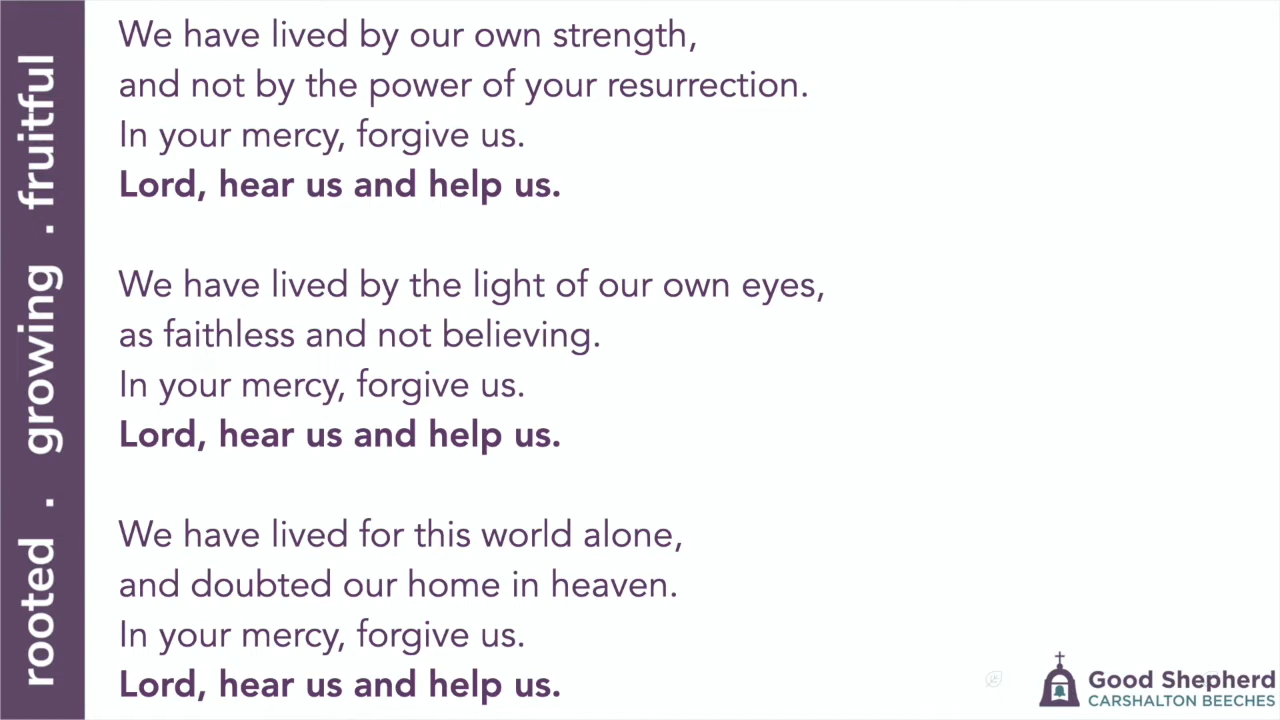 rooted . growing . fruitful
We have lived by our own strength,
and not by the power of your resurrection.
In your mercy, forgive us.
Lord, hear us and help us.
We have lived by the light of our own eyes,
as faithless and not believing.
In your mercy, forgive us.
Lord, hear us and help us.
We have lived for this world alone,
and doubted our home in heaven.
In your mercy, forgive us.
Lord, hear us and help us.
Good Shepherd
CARSHALTON BEECHES